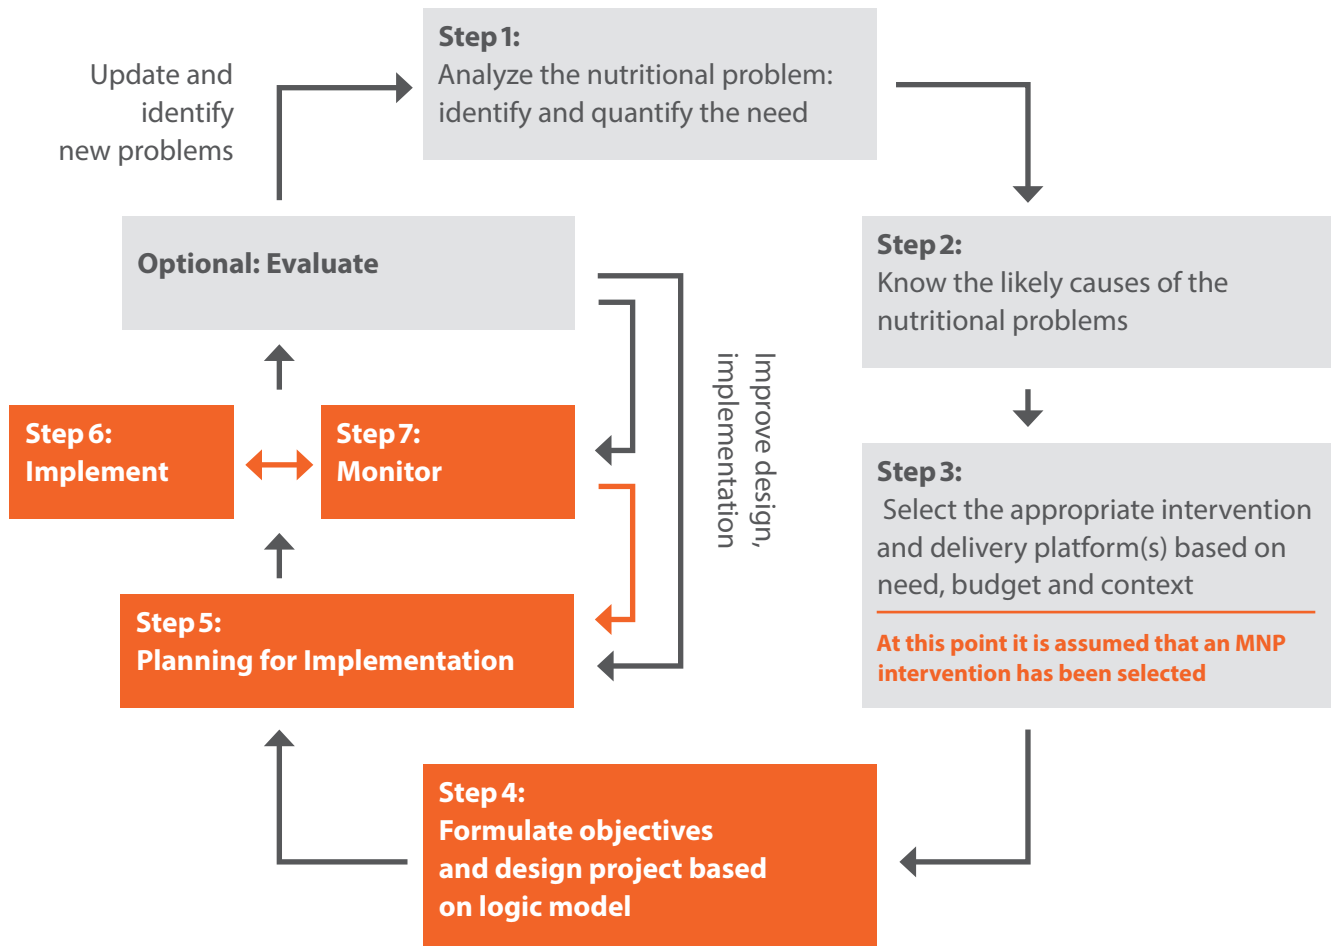 Step 1:
Analyze the nutritional problem:
identify and quantify the need
Update and
identify
new problems
Step 2:
Know the likely causes of the
nutritional problems
Optional: Evaluate
Improve design,
implementation
Step 6:
Implement
Step 7:
Monitor
Step 3:
Select the appropriate intervention
and delivery platform(s) based on
need, budget and context
At this point it is assumed that an MNP
intervention has been selected
Step 5:
Planning for Implementation
Step 4:
Formulate objectives
and design project based
on logic model